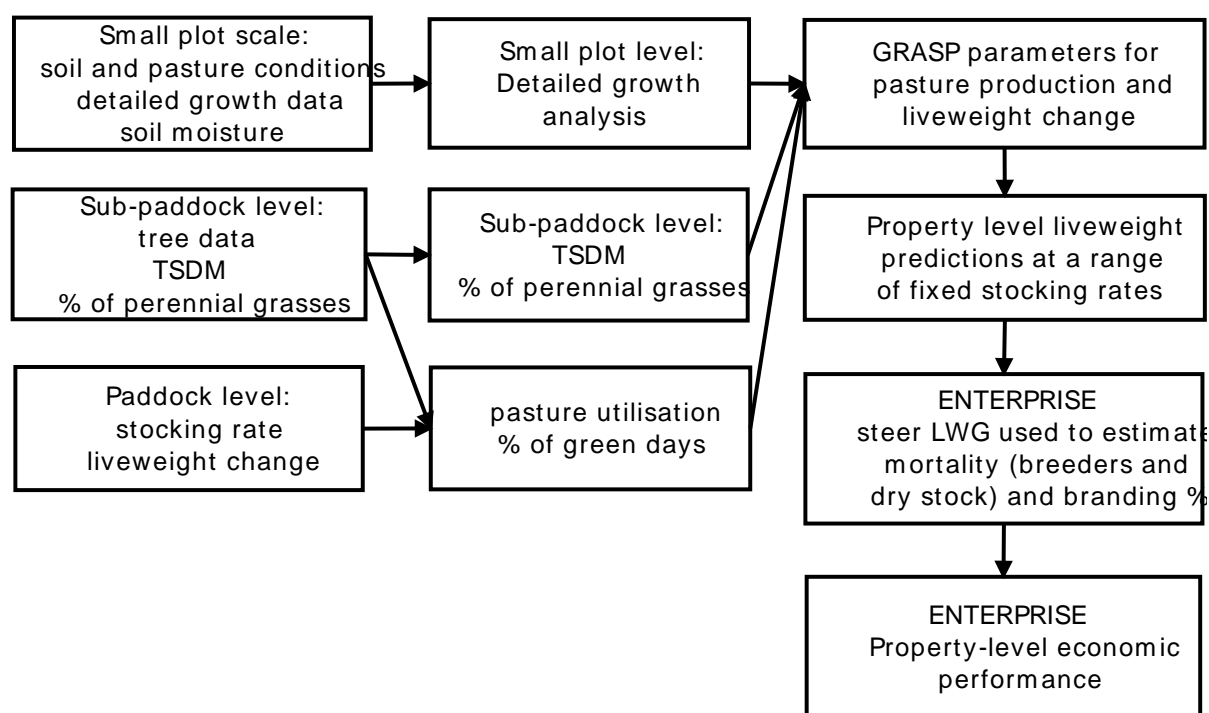 Small plot scale:
soil and pasture conditions
detailed growth data
soil moisture
Small plot level:
Detailed growth
analysis
GRASP parameters for
pasture production and
liveweight change
Sub-paddock level:
tree data
TSDM
% of perennial grasses
Sub-paddock level:
TSDM
% of perennial grasses
Property level liveweight
predictions at a range
of fixed stocking rates
Paddock level:
stocking rate
liveweight change
pasture utilisation
% of green days
ENTERPRISE
steer LWG used to estimate
mortality (breeders and
dry stock) and branding %
ENTERPRISE
Property-level economic
performance